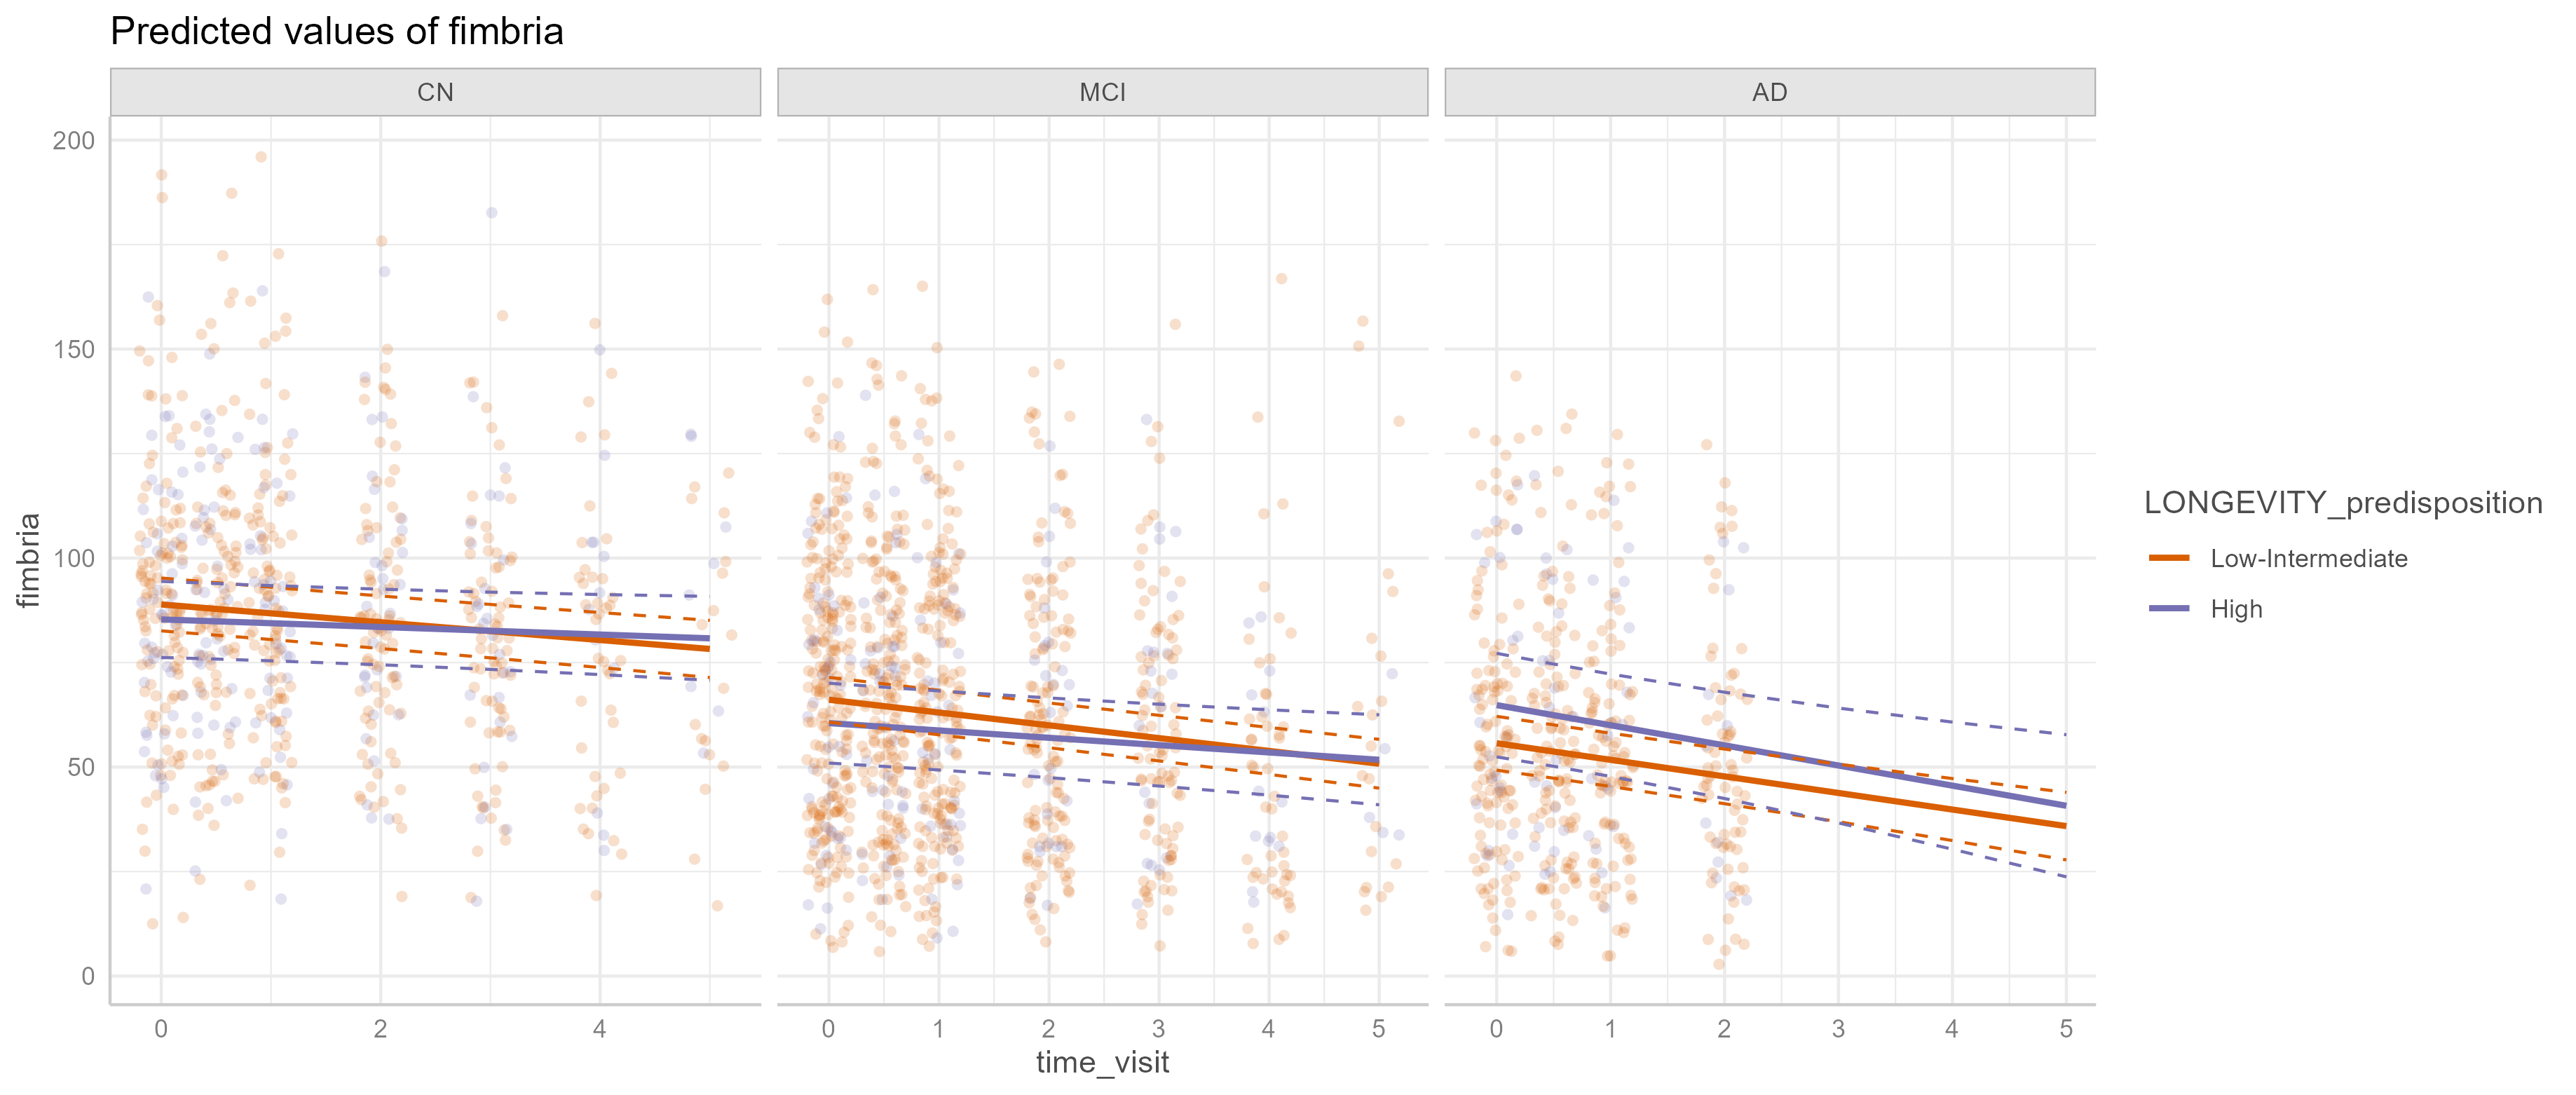 Predicted values of fimbria
CN
MCI
AD
200
150
100
50
0
fimbria
0
2
4
0
1
2
3
4
5
0
1
2
3
4
5
time_visit
LONGEVITY_predisposition
Low-Intermediate
High